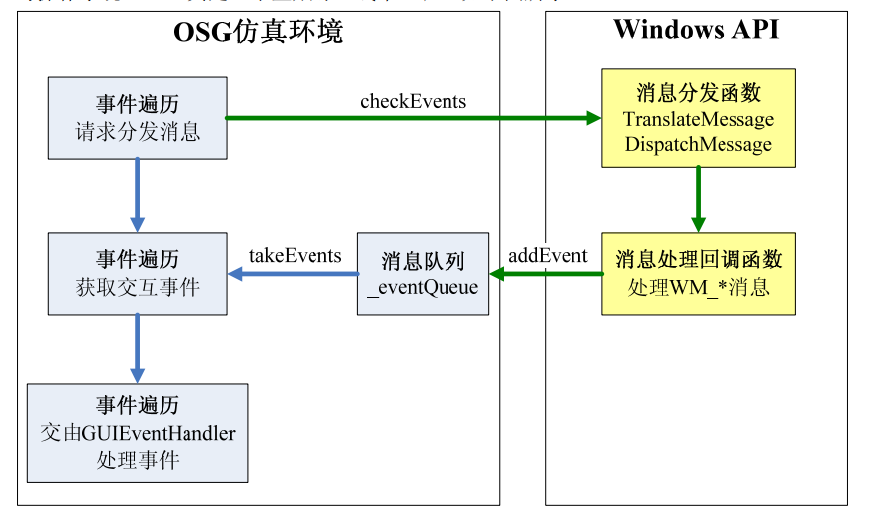 OSG仿真环境
Windows API
事件遍历
请求分发消息
checkEvents
消息分发函数
TranslateMessage
DispatchMessage
事件遍历
获取交互事件
takeEvents
消息队列
_eventQueue
addEvent
消息处理回调函数
处理WM_*消息
事件遍历
交由GUIEventHandler
处理事件